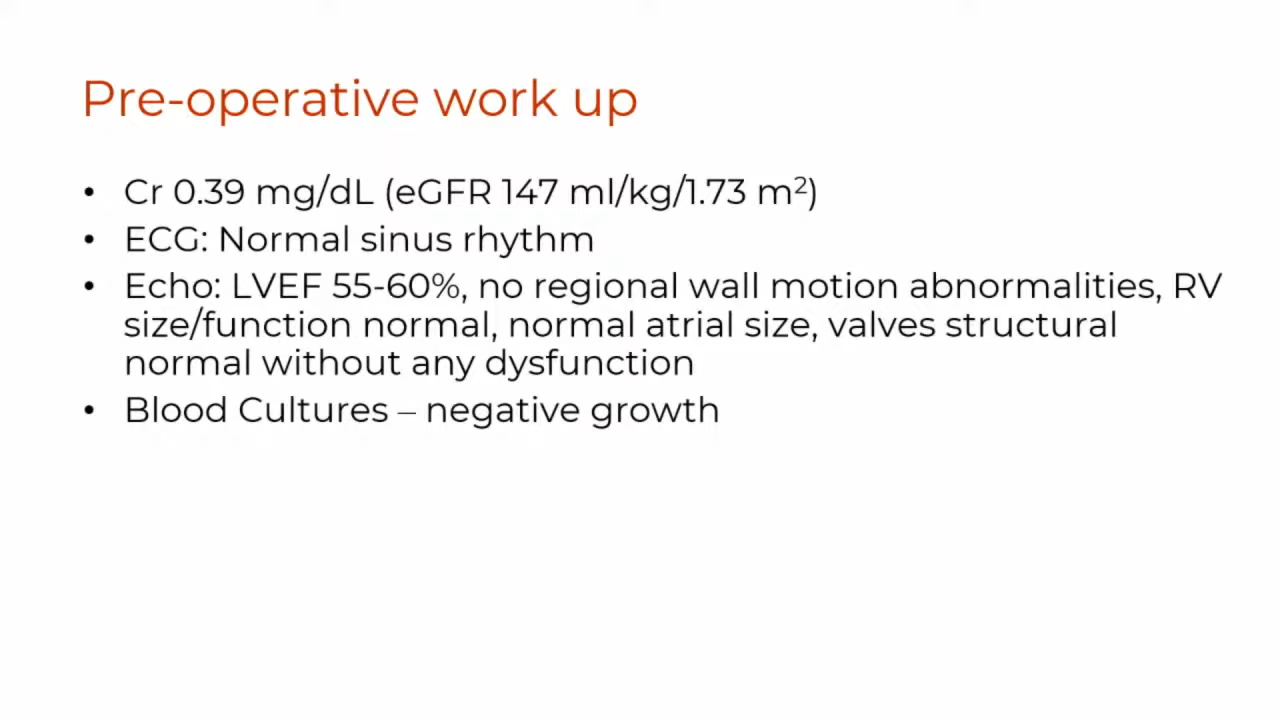 Pre-operative work up
• Cr 0.39 mg/dL (eGFR 147 ml/kg/1.73 m²)
• ECG: Normal sinus rhythm
• Echo: LVEF 55-60%, no regional wall motion abnormalities, RV
size/function normal, normal atrial size, valves structural
normal without any dysfunction
• Blood Cultures – negative growth